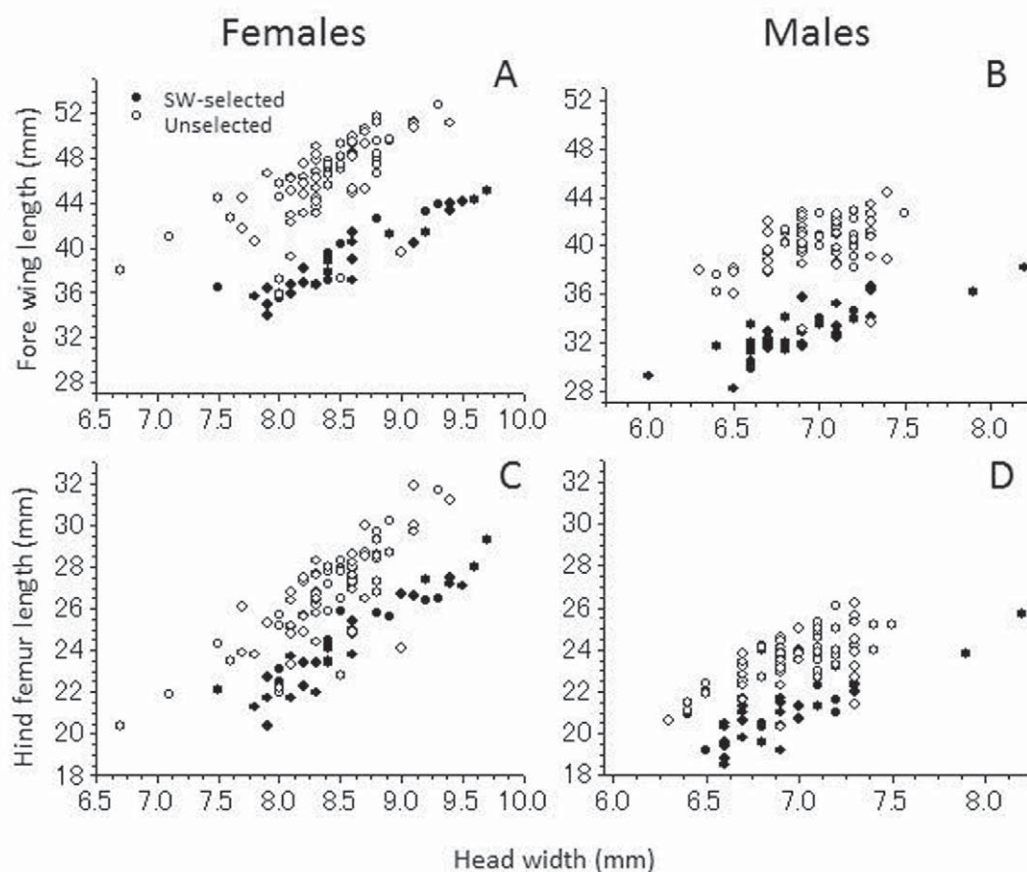 Females
Males
A
B
SW-selected
Unselected
Fore wing length (mm)
52
48
44
40
36
32
28
6.5 7.0 7.5 8.0 8.5 9.0 9.5 10.0
52
48
44
40
36
32
28
6.0 6.5 7.0 7.5 8.0
C
D
Hind femur length (mm)
32
30
28
26
24
22
20
18
6.5 7.0 7.5 8.0 8.5 9.0 9.5 10.0
32
30
28
26
24
22
20
18
6.0 6.5 7.0 7.5 8.0
Head width (mm)